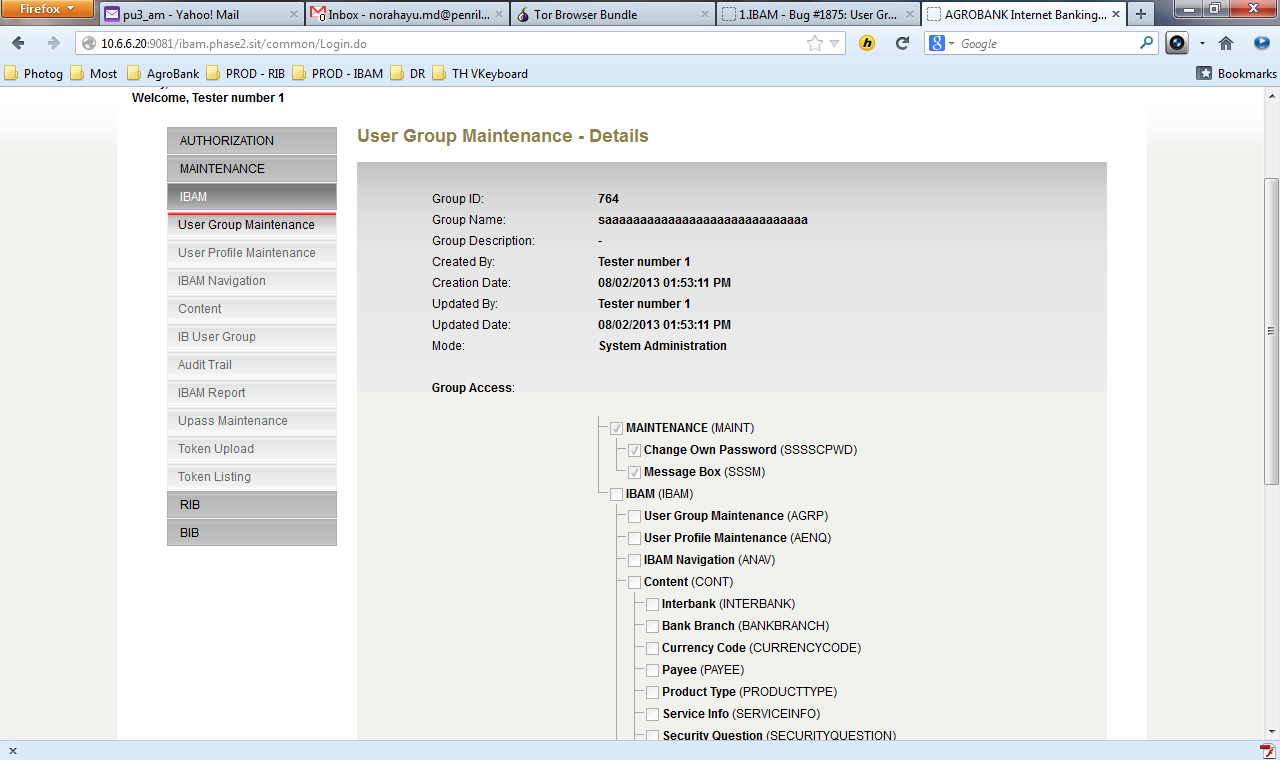 Firefox
pu3_am - Yahoo! Mail
Inbox - norahayu.md@penril...
Tor Browser Bundle
1.IBAM - Bug #1875: User Gr...
AGROBANK Internet Banking...
10.6.6.20:9081/ibam.phase2.sit/common/Login.do
Google
Photog
Most
AgroBank
PROD - RIB
PROD - IBAM
DR
TH VKeyboard
Bookmarks
Welcome, Tester number 1
AUTHORIZATION
MAINTENANCE
IBAM
User Group Maintenance
User Profile Maintenance
IBAM Navigation
Content
IB User Group
Audit Trail
IBAM Report
Upass Maintenance
Token Upload
Token Listing
RIB
BIB
User Group Maintenance - Details
Group ID: 764
Group Name: saaaaaaaaaaaaaaaaaaaaaaaaaaaaa
Group Description: -
Created By: Tester number 1
Creation Date: 08/02/2013 01:53:11 PM
Updated By: Tester number 1
Updated Date: 08/02/2013 01:53:11 PM
Mode: System Administration
Group Access:
MAINTENANCE (MAINT)
Change Own Password (SSSSCPWD)
Message Box (SSSM)
IBAM (IBAM)
User Group Maintenance (AGRP)
User Profile Maintenance (AENQ)
IBAM Navigation (ANAV)
Content (CONT)
Interbank (INTERBANK)
Bank Branch (BANKBRANCH)
Currency Code (CURRENCYCODE)
Payee (PAYEE)
Product Type (PRODUCTTYPE)
Service Info (SERVICEINFO)
Security Question (SECURITYQUESTION)